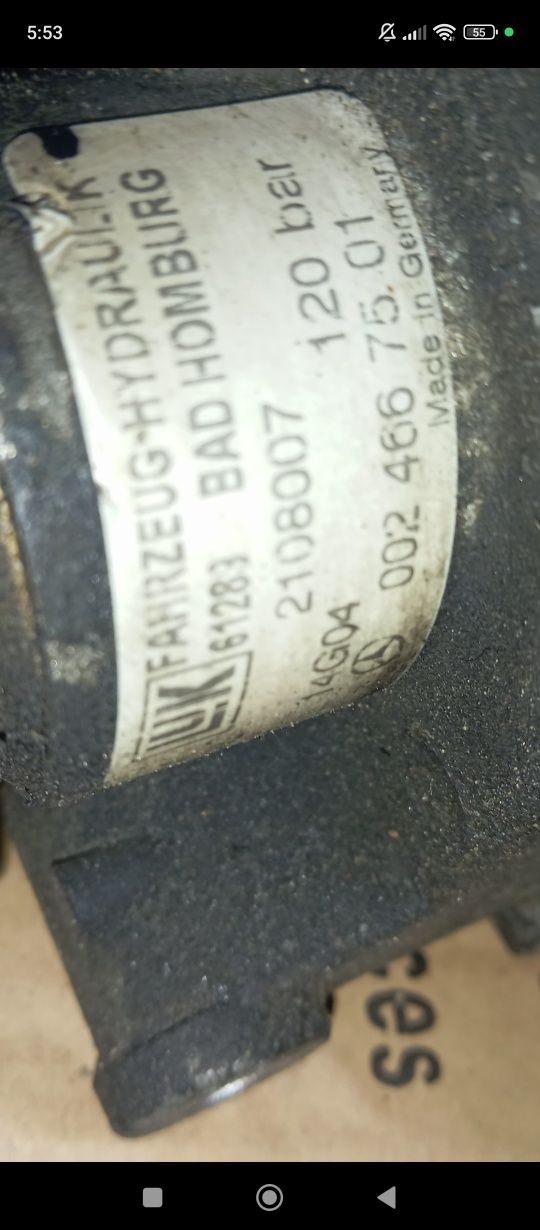 5:53
55
LUK FAHRZEUG-HYDRAULIK
61283 BAD HOMBURG
2108007 120 bar
14G04
002 466 75 01
Made in Germany
ces